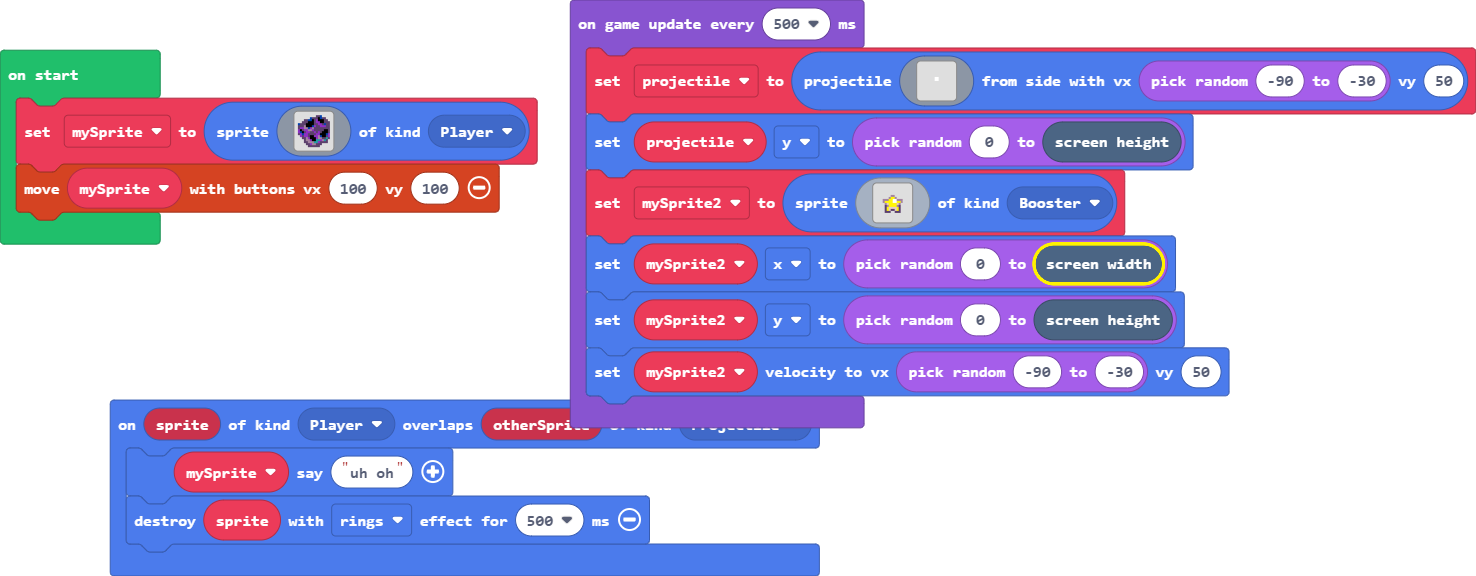 on start
set mySprite to sprite of kind Player
move mySprite with buttons vx 100 vy 100
on game update every 500 ms
set projectile to projectile from side with vx pick random -90 to -30 vy 50
set projectile y to pick random 0 to screen height
set mySprite2 to sprite of kind Booster
set mySprite2 x to pick random 0 to screen width
set mySprite2 y to pick random 0 to screen height
set mySprite2 velocity to vx pick random -90 to -30 vy 50
on sprite of kind Player overlaps otherSprite of kind Projectile
mySprite say "uh oh"
destroy sprite with rings effect for 500 ms